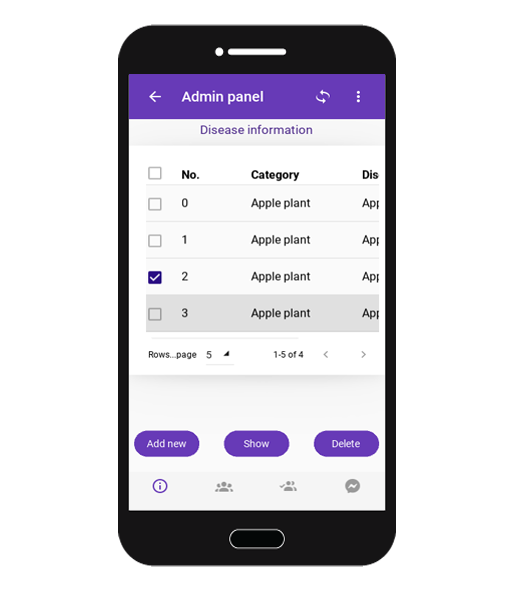 Admin panel
Disease information
No. Category Dis
0 Apple plant App
1 Apple plant App
2 Apple plant App
3 Apple plant App
Rows...page 5 1-5 of 4
Add new Show Delete